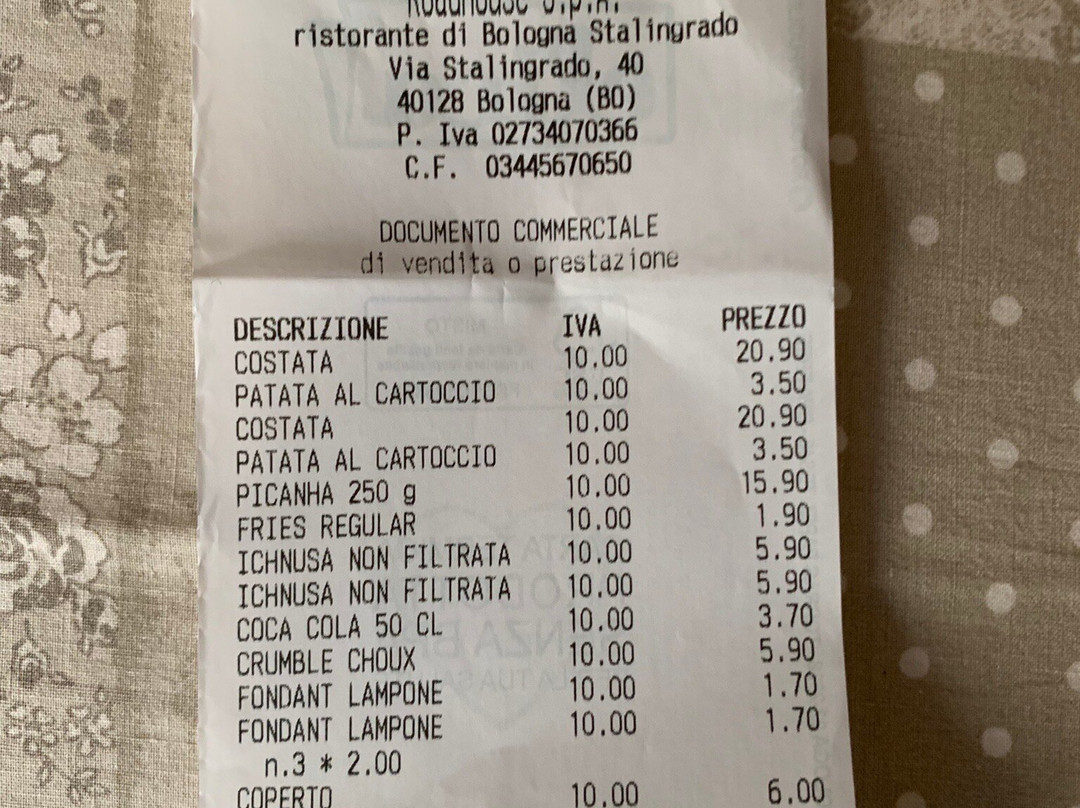 Roadhouse S.p.A.
ristorante di Bologna Stalingrado
Via Stalingrado, 40
40128 Bologna (BO)
P. Iva 02734070366
C.F. 03445670650
DOCUMENTO COMMERCIALE
di vendita o prestazione
DESCRIZIONE IVA PREZZO
COSTATA 10.00 20.90
PATATA AL CARTOCCIO 10.00 3.50
COSTATA 10.00 20.90
PATATA AL CARTOCCIO 10.00 3.50
PICANHA 250 g 10.00 15.90
FRIES REGULAR 10.00 1.90
ICHNUSA NON FILTRATA 10.00 5.90
ICHNUSA NON FILTRATA 10.00 5.90
COCA COLA 50 CL 10.00 3.70
CRUMBLE CHOUX 10.00 5.90
FONDANT LAMPONE 10.00 1.70
FONDANT LAMPONE 10.00 1.70
n.3 * 2.00
COPERTO 10.00 6.00